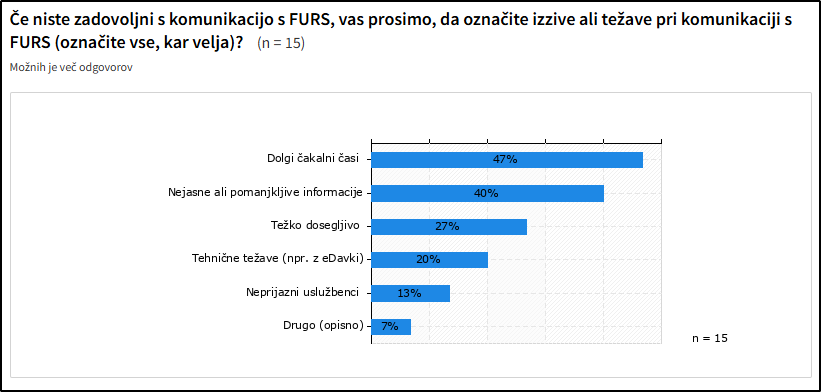 Če niste zadovoljni s komunikacijo s FURS, vas prosimo, da označite izzive ali težave pri komunikaciji s
FURS (označite vse, kar velja)? (n = 15)
Možnih je več odgovorov
Dolgi čakalni časi 47%
Nejasne ali pomanjkljive informacije 40%
Težko dosegljivo 27%
Tehnične težave (npr. z eDavki) 20%
Neprijazni uslužbenci 13%
Drugo (opisno) 7%
n = 15